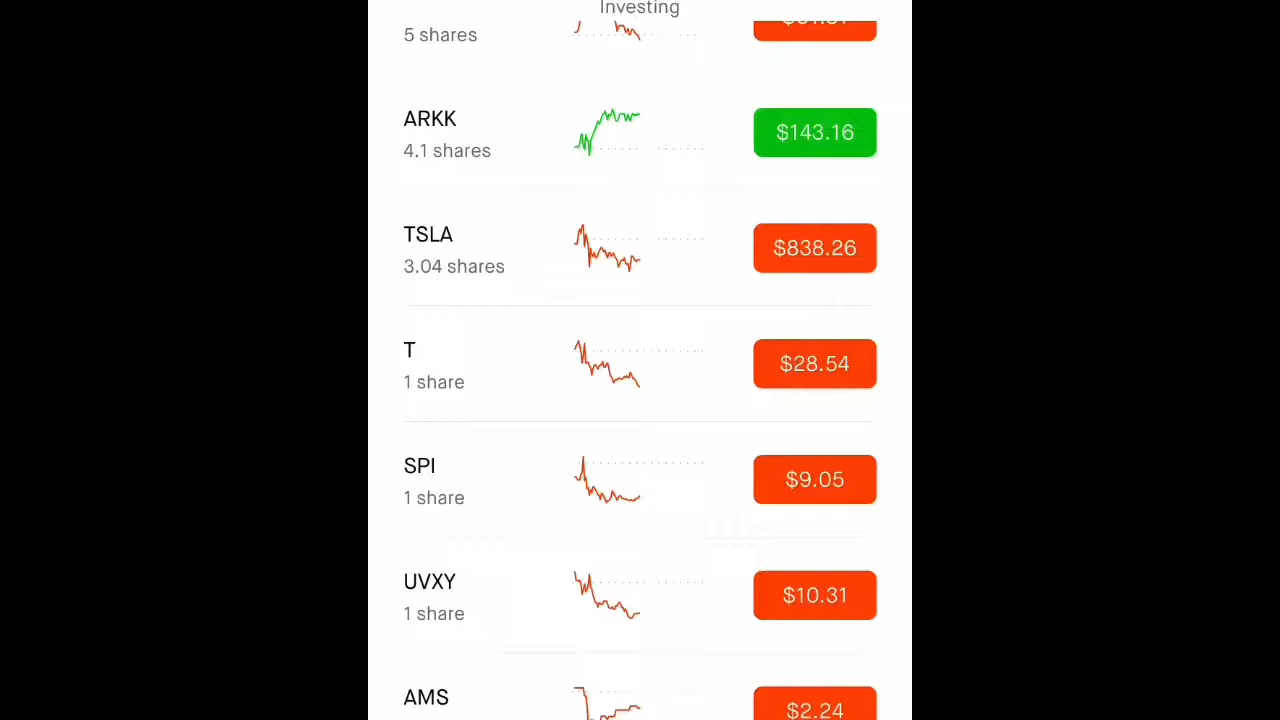 Investing
5 shares
ARKK
4.1 shares
$143.16
TSLA
3.04 shares
$838.26
T
1 share
$28.54
SPI
1 share
$9.05
UVXY
1 share
$10.31
AMS
$2.24